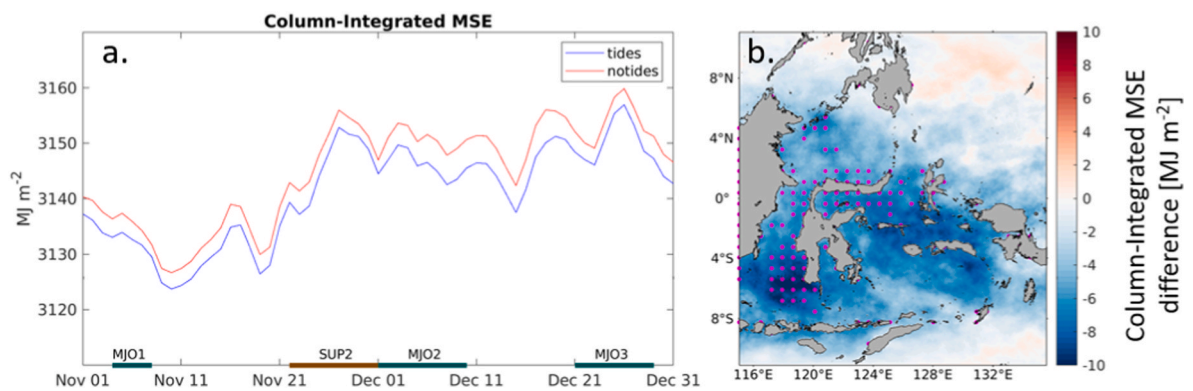 Column-Integrated MSE
a.
tides
notides
3160
3150
3140
3130
3120
MJ m-2
MJO1
SUP2
MJO2
MJO3
Nov 01
Nov 11
Nov 21
Dec 01
Dec 11
Dec 21
Dec 31
b.
8°N
4°N
0°
4°S
8°S
116°E
120°E
124°E
128°E
132°E
10
8
6
4
2
0
-2
-4
-6
-8
-10
Column-Integrated MSE
difference [MJ m-2]